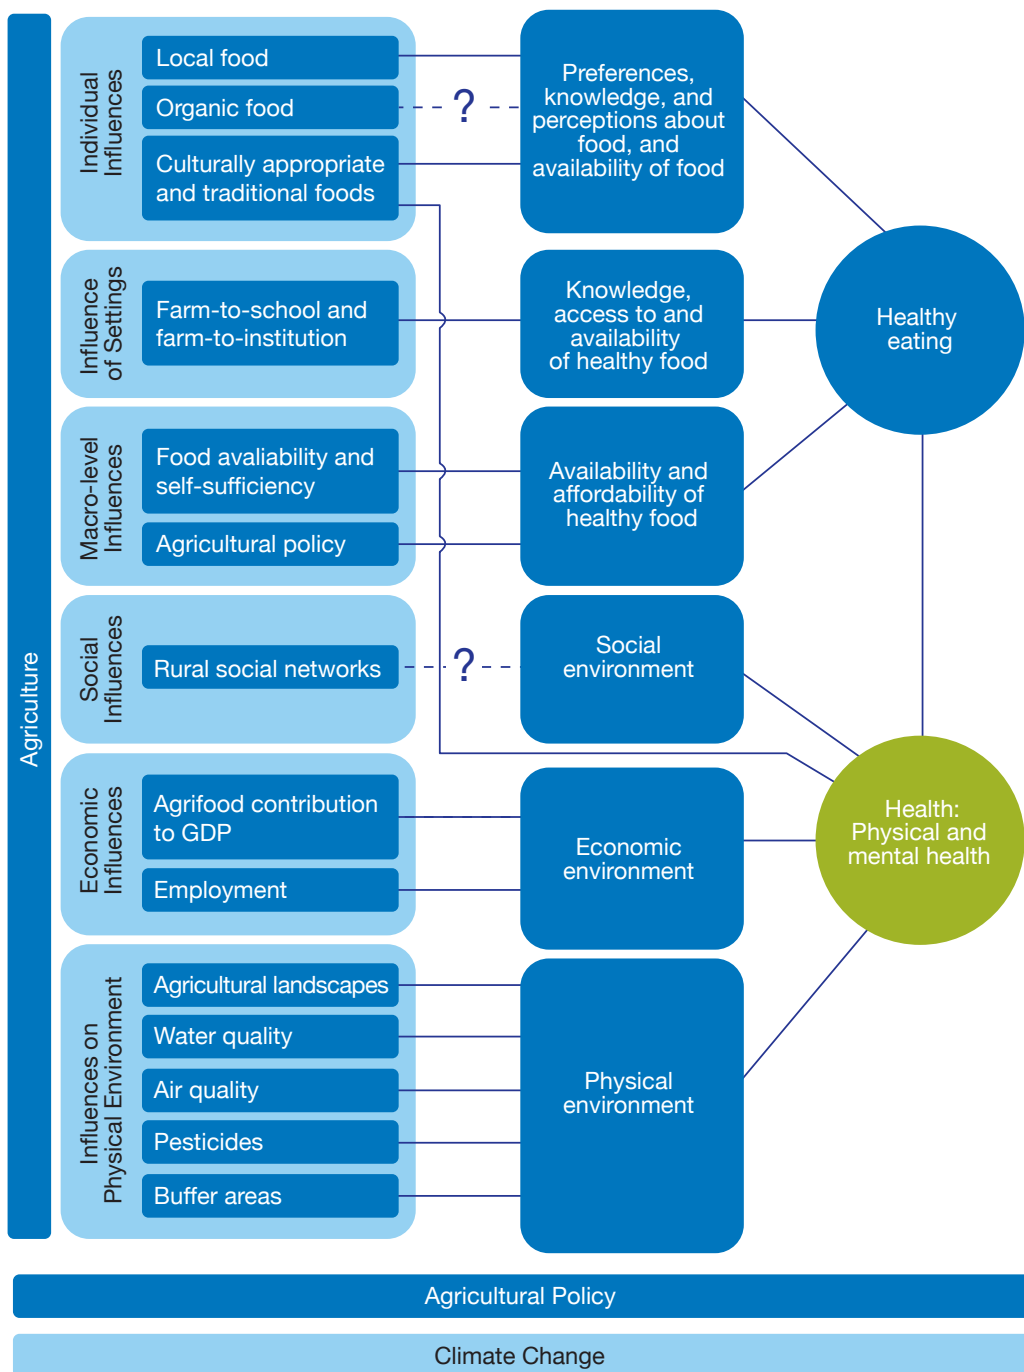 Agriculture
Individual
Influences
Local food
Organic food
Culturally appropriate
and traditional foods
?
Preferences,
knowledge, and
perceptions about
food, and
availability of food
Influence
of Settings
Farm-to-school and
farm-to-institution
Knowledge,
access to and
availability
of healthy food
Healthy
eating
Macro-level
Influences
Food avaliability and
self-sufficiency
Agricultural policy
Availability and
affordability of
healthy food
Social
Influences
Rural social networks
?
Social
environment
Economic
Influences
Agrifood contribution
to GDP
Employment
Economic
environment
Health:
Physical and
mental health
Influences on
Physical Environment
Agricultural landscapes
Water quality
Air quality
Pesticides
Buffer areas
Physical
environment
Agricultural Policy
Climate Change